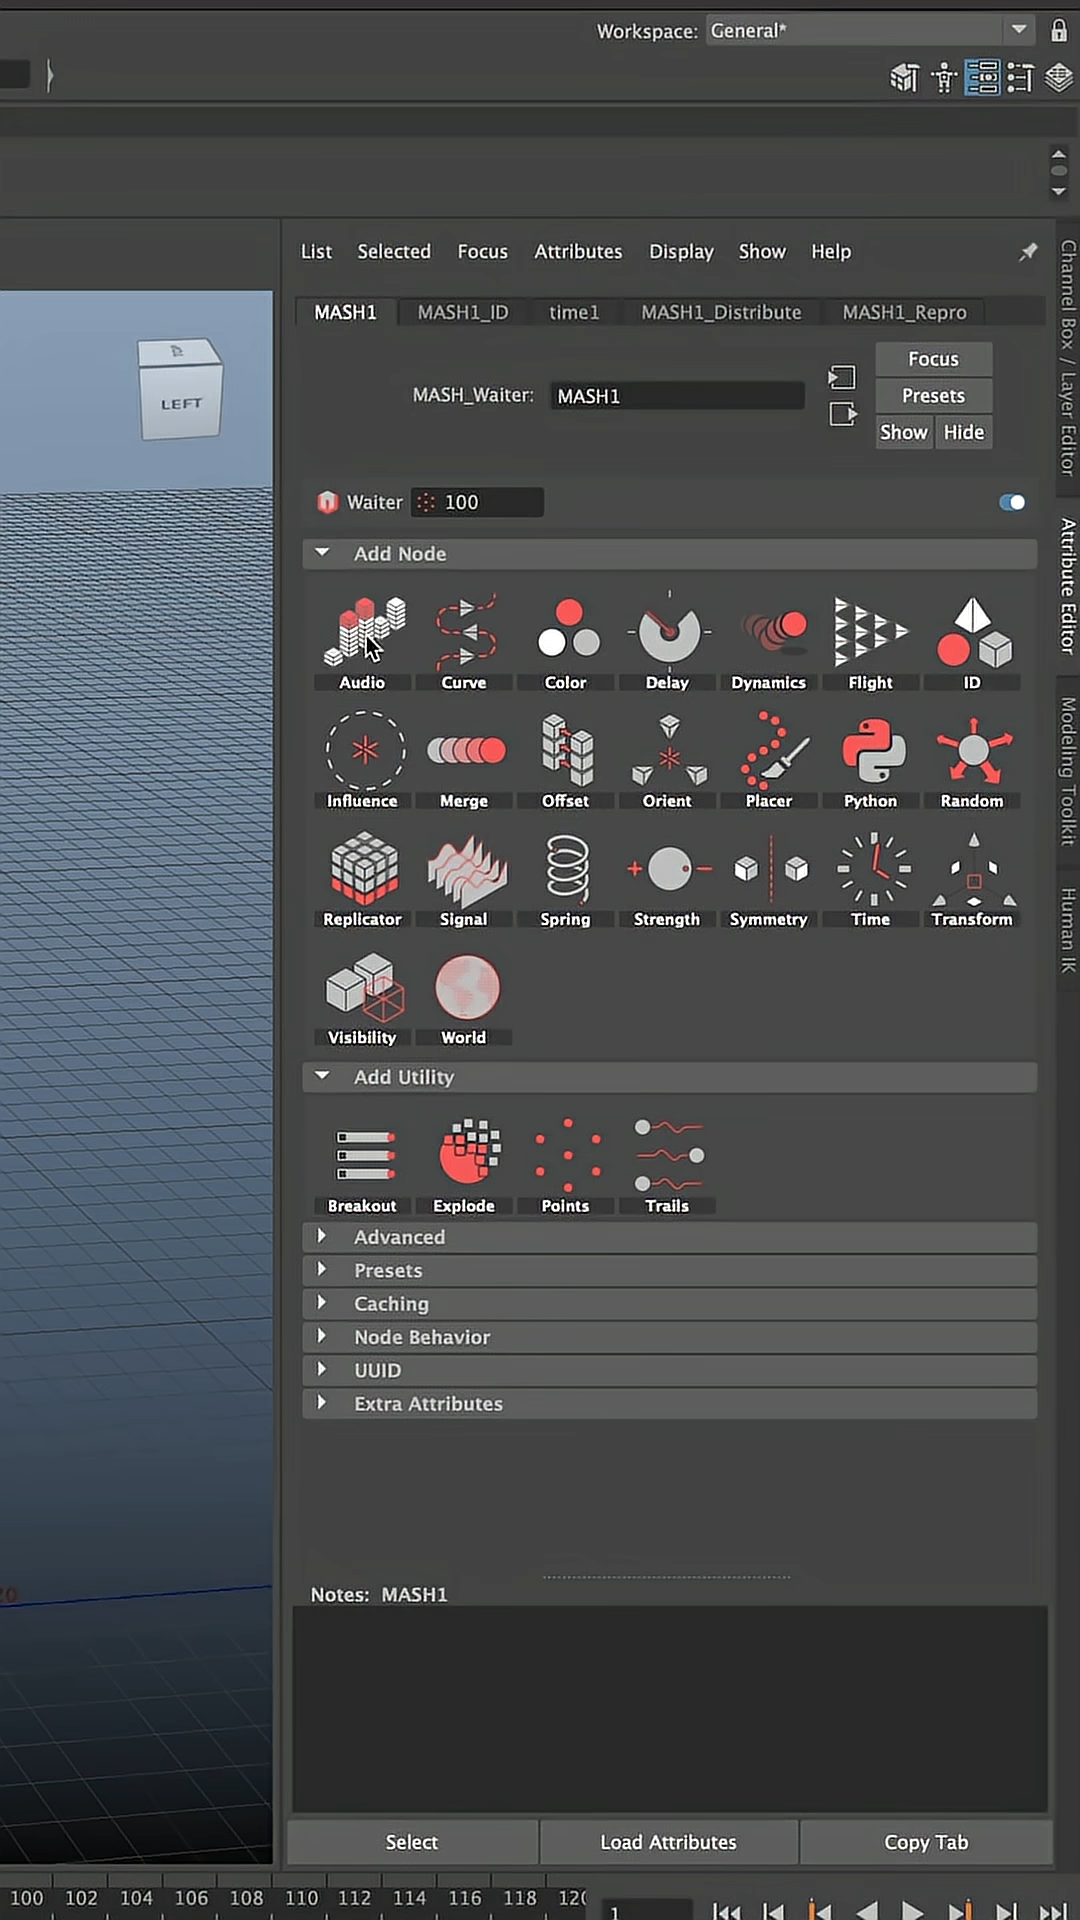 Workspace: General*
List Selected Focus Attributes Display Show Help
MASH1 MASH1_ID time1 MASH1_Distribute MASH1_Repro
Focus
MASH_Waiter: MASH1 Presets
Show Hide
LEFT
Waiter 100
Add Node
Audio Curve Color Delay Dynamics Flight ID
Influence Merge Offset Orient Placer Python Random
Replicator Signal Spring Strength Symmetry Time Transform
Visibility World
Add Utility
Breakout Explode Points Trails
Advanced
Presets
Caching
Node Behavior
UUID
Extra Attributes
Notes: MASH1
Select Load Attributes Copy Tab
100 102 104 106 108 110 112 114 116 118 120
1
Channel Box / Layer Editor
Attribute Editor
Modeling Toolkit
Human IK